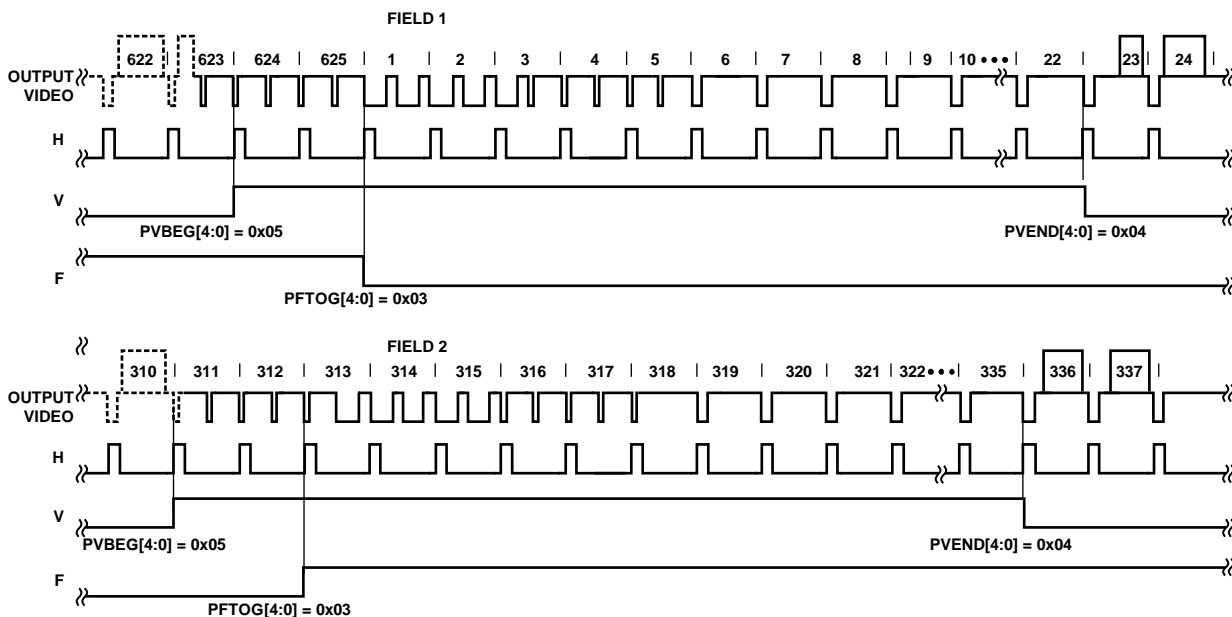 FIELD 1
622 623 624 625 1 2 3 4 5 6 7 8 9 10 ••• 22 23 24
OUTPUT
VIDEO
H
V
PVBEG[4:0] = 0x05 PVEND[4:0] = 0x04
F
PFTOG[4:0] = 0x03
FIELD 2
310 311 312 313 314 315 316 317 318 319 320 321 322 ••• 335 336 337
OUTPUT
VIDEO
H
V
PVBEG[4:0] = 0x05 PVEND[4:0] = 0x04
F
PFTOG[4:0] = 0x03